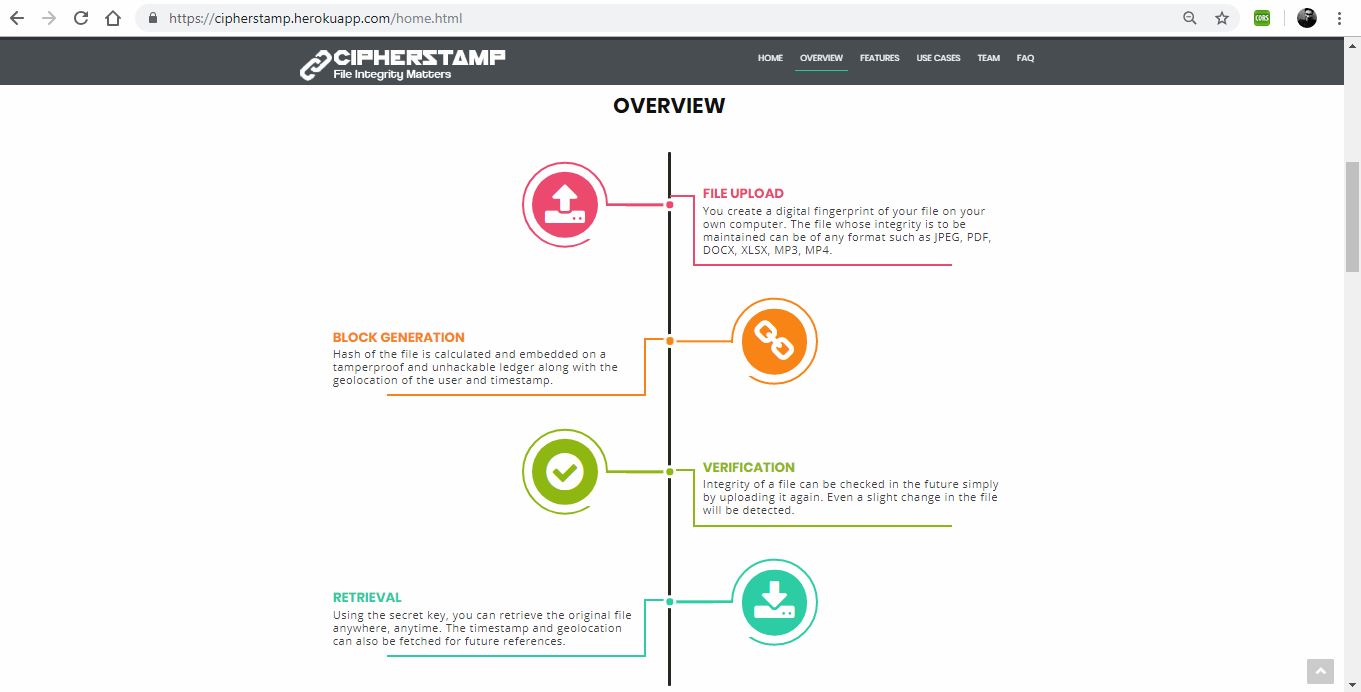 https://cipherstamp.herokuapp.com/home.html
CORS
CIPHERSTAMP
File Integrity Matters
HOME OVERVIEW FEATURES USE CASES TEAM FAQ
OVERVIEW
FILE UPLOAD
You create a digital fingerprint of your file on your
own computer. The file whose integrity is to be
maintained can be of any format such as JPEG, PDF,
DOCX, XLSX, MP3, MP4.
BLOCK GENERATION
Hash of the file is calculated and embedded on a
tamperproof and unhackable ledger along with the
geolocation of the user and timestamp.
VERIFICATION
Integrity of a file can be checked in the future simply
by uploading it again. Even a slight change in the file
will be detected.
RETRIEVAL
Using the secret key, you can retrieve the original file
anywhere, anytime. The timestamp and geolocation
can also be fetched for future references.